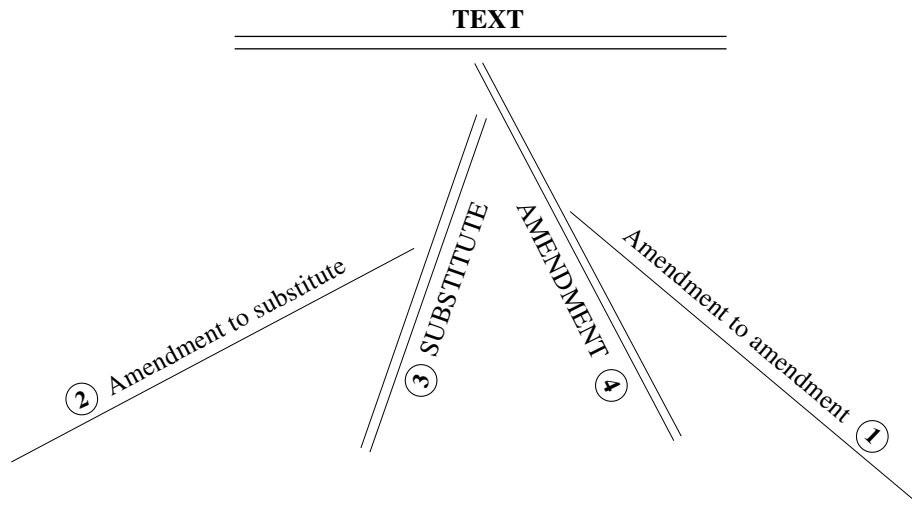 TEXT
② Amendment to substitute
③ SUBSTITUTE
AMENDMENT ④
Amendment to amendment ①